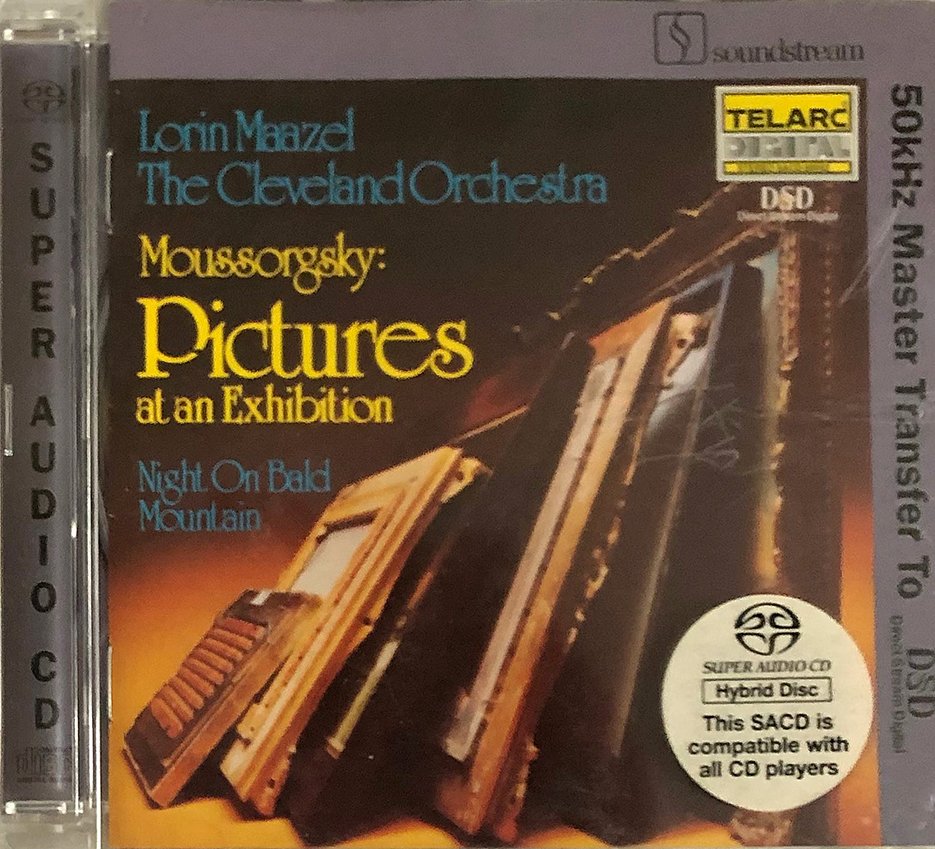 soundstream
SUPER AUDIO CD
Lorin Maazel
The Cleveland Orchestra
Moussorgsky:
Pictures
at an Exhibition
Night On Bald
Mountain
TELARC
DIGITAL
DSD
Direct Stream Digital
50kHz Master Transfer To
DSD
Direct Stream Digital
SUPER AUDIO CD
Hybrid Disc
This SACD is
compatible with
all CD players